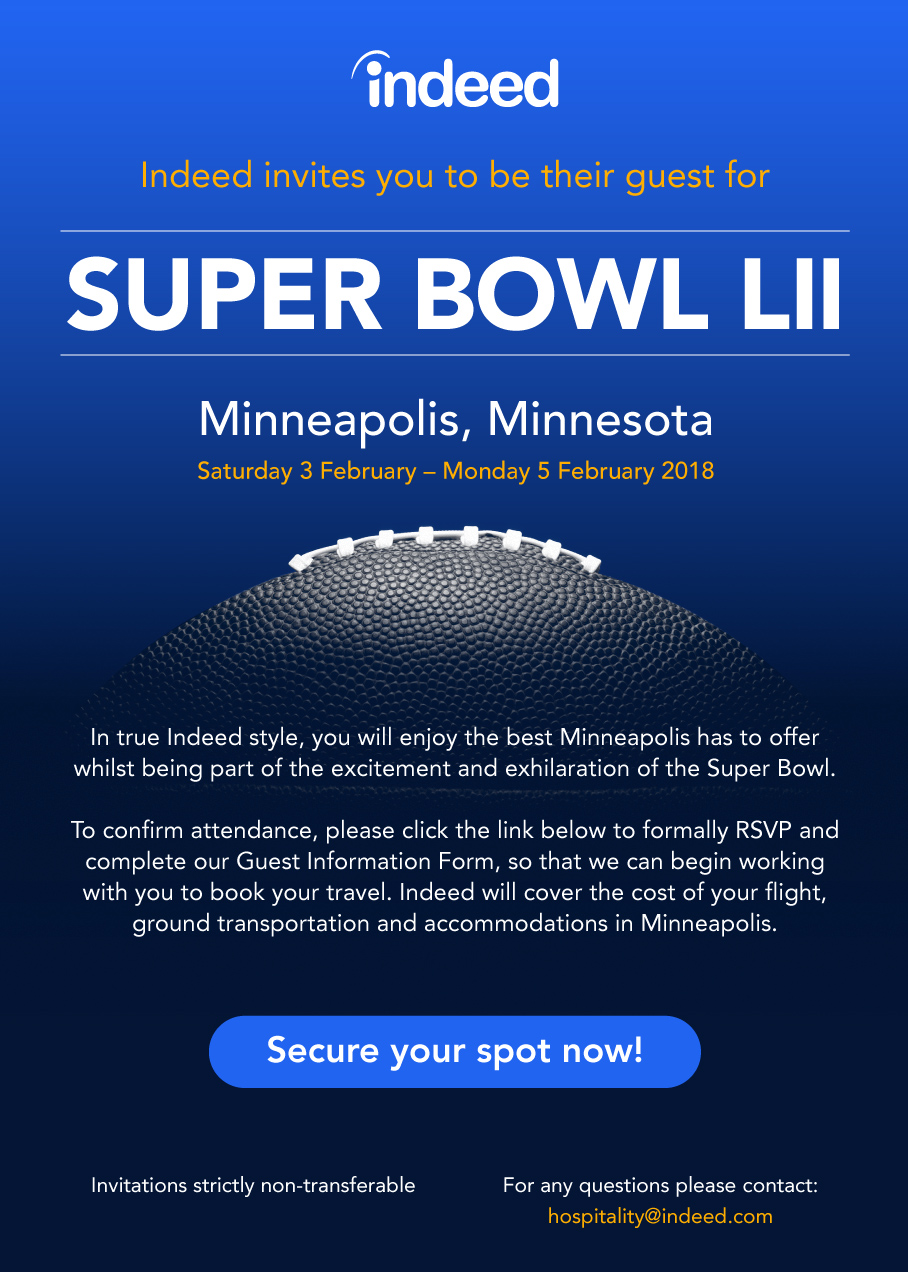 indeed
Indeed invites you to be their guest for
SUPER BOWL LII
Minneapolis, Minnesota
Saturday 3 February – Monday 5 February 2018
In true Indeed style, you will enjoy the best Minneapolis has to offer
whilst being part of the excitement and exhilaration of the Super Bowl.
To confirm attendance, please click the link below to formally RSVP and
complete our Guest Information Form, so that we can begin working
with you to book your travel. Indeed will cover the cost of your flight,
ground transportation and accommodations in Minneapolis.
Secure your spot now!
Invitations strictly non-transferable
For any questions please contact:
hospitality@indeed.com